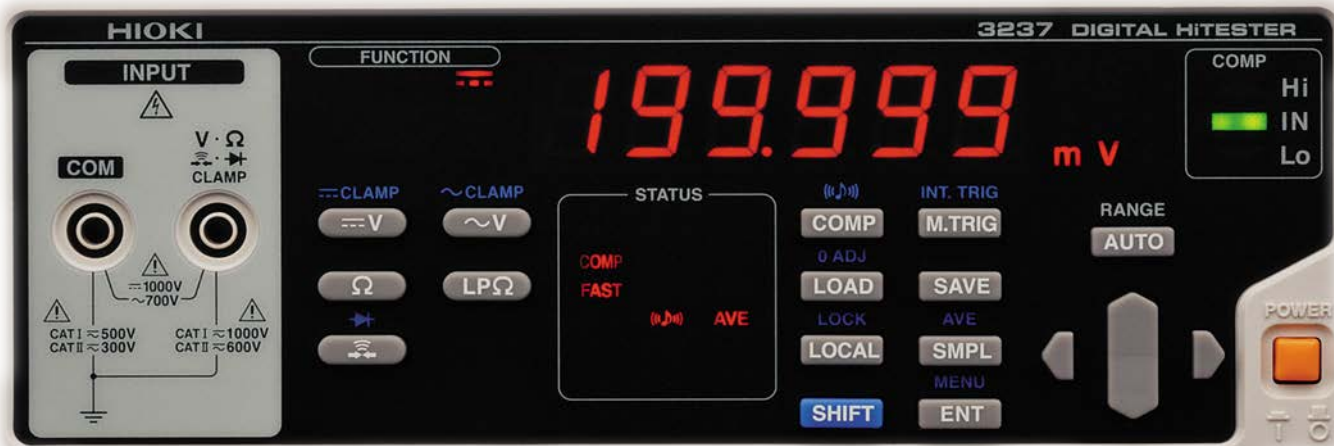 HIOKI
3237 DIGITAL HiTESTER
INPUT
V · Ω
COM
CLAMP
⎓1000V
∼700V
CAT I ≂500V
CAT II ≂300V
CAT I ≂1000V
CAT II ≂600V
FUNCTION
199.999
m V
COMP
Hi
IN
Lo
⎓CLAMP
∼CLAMP
⎓V
∼V
Ω
LPΩ
STATUS
COMP
FAST
AVE
INT. TRIG
COMP
M.TRIG
0 ADJ
LOAD
SAVE
LOCK
AVE
LOCAL
SMPL
MENU
SHIFT
ENT
RANGE
AUTO
POWER